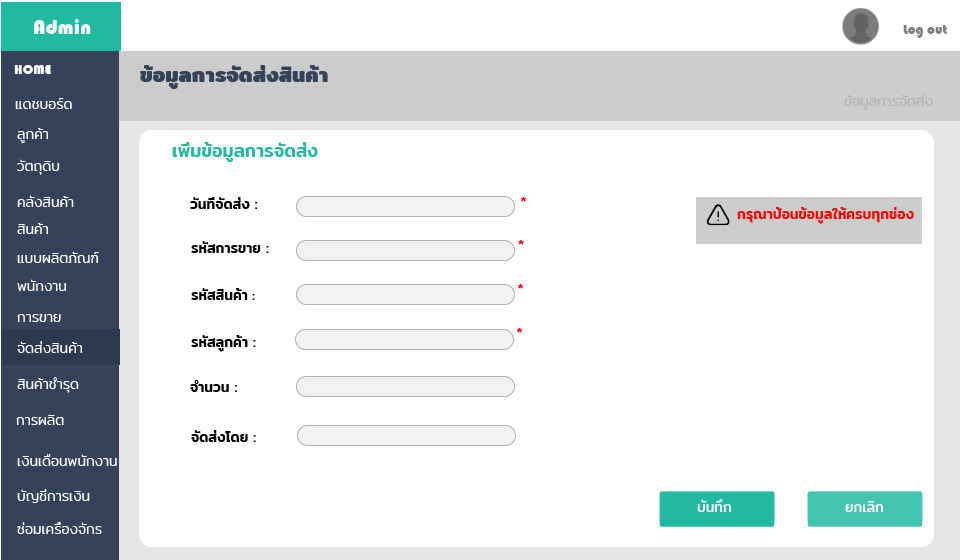 Admin
Log out
HOME
ข้อมูลการจัดส่งสินค้า
ข้อมูลการจัดส่ง
แดชบอร์ด
ลูกค้า
วัตถุดิบ
คลังสินค้า
สินค้า
แบบผลิตภัณฑ์
พนักงาน
การขาย
จัดส่งสินค้า
สินค้าชำรุด
การผลิต
เงินเดือนพนักงาน
บัญชีการเงิน
ซ่อมเครื่องจักร
เพิ่มข้อมูลการจัดส่ง
วันที่จัดส่ง : *
รหัสการขาย : *
รหัสสินค้า : *
รหัสลูกค้า : *
จำนวน :
จัดส่งโดย :
กรุณาป้อนข้อมูลให้ครบทุกช่อง
บันทึก
ยกเลิก